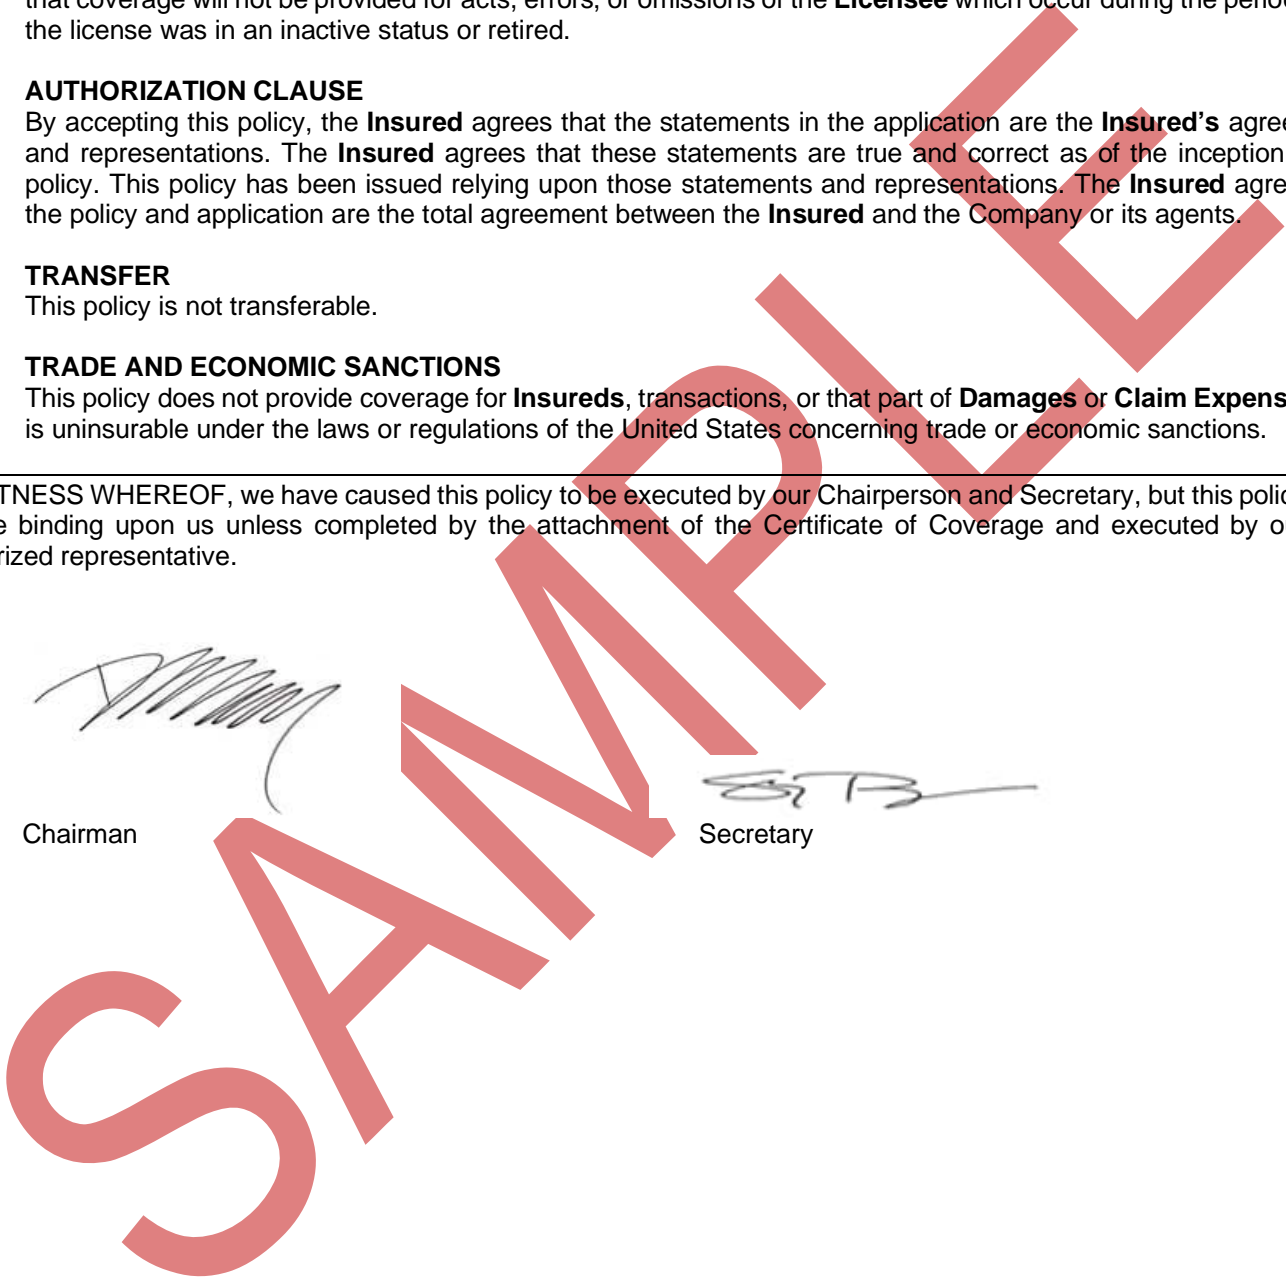 that coverage will not be provided for acts, errors, or omissions of the Licensee which occur during the perio
the license was in an inactive status or retired.
AUTHORIZATION CLAUSE
By accepting this policy, the Insured agrees that the statements in the application are the Insured's agre
and representations. The Insured agrees that these statements are true and correct as of the inception
policy. This policy has been issued relying upon those statements and representations. The Insured agre
the policy and application are the total agreement between the Insured and the Company or its agents.
TRANSFER
This policy is not transferable.
TRADE AND ECONOMIC SANCTIONS
This policy does not provide coverage for Insureds, transactions, or that part of Damages or Claim Expens
is uninsurable under the laws or regulations of the United States concerning trade or economic sanctions.
TNESS WHEREOF, we have caused this policy to be executed by our Chairperson and Secretary, but this polic
e binding upon us unless completed by the attachment of the Certificate of Coverage and executed by o
rized representative.
Chairman
Secretary
SAMPLE